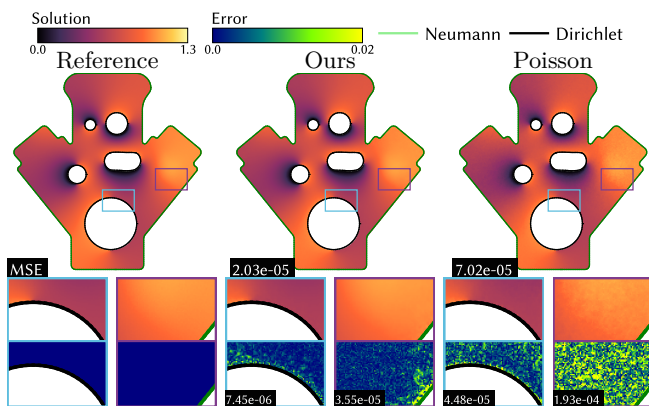 Solution
0.0 1.3
Error
0.0 0.02
Neumann Dirichlet
Reference Ours Poisson
MSE 2.03e-05 7.02e-05
7.45e-06 3.55e-05 4.48e-05 1.93e-04